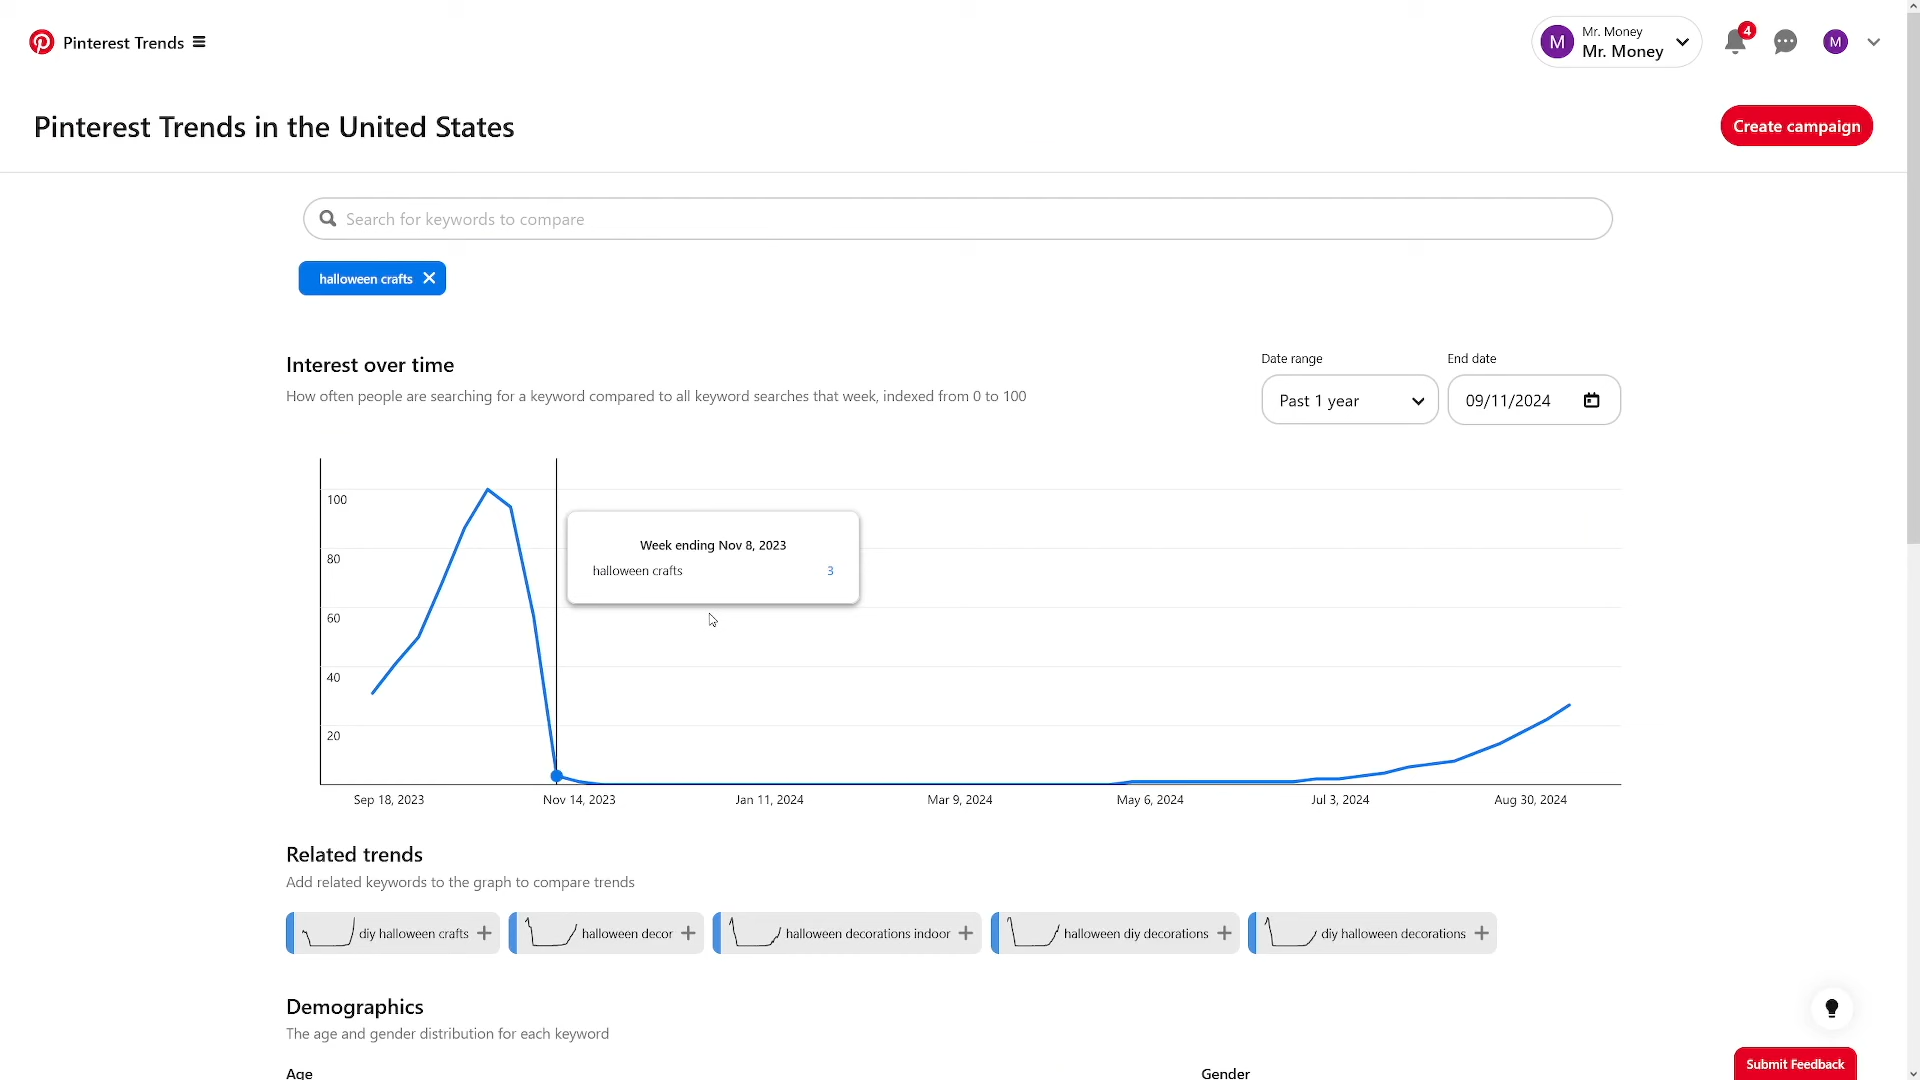 Pinterest Trends
Mr. Money
M
Mr. Money
4
M
Pinterest Trends in the United States
Create campaign
Search for keywords to compare
halloween crafts
Interest over time
How often people are searching for a keyword compared to all keyword searches that week, indexed from 0 to 100
Date range
End date
Past 1 year
09/11/2024
100
80
60
40
20
Week ending Nov 8, 2023
halloween crafts 3
Sep 18, 2023 Nov 14, 2023 Jan 11, 2024 Mar 9, 2024 May 6, 2024 Jul 3, 2024 Aug 30, 2024
Related trends
Add related keywords to the graph to compare trends
diy halloween crafts
halloween decor
halloween decorations indoor
halloween diy decorations
diy halloween decorations
Demographics
The age and gender distribution for each keyword
Age
Gender
Submit Feedback